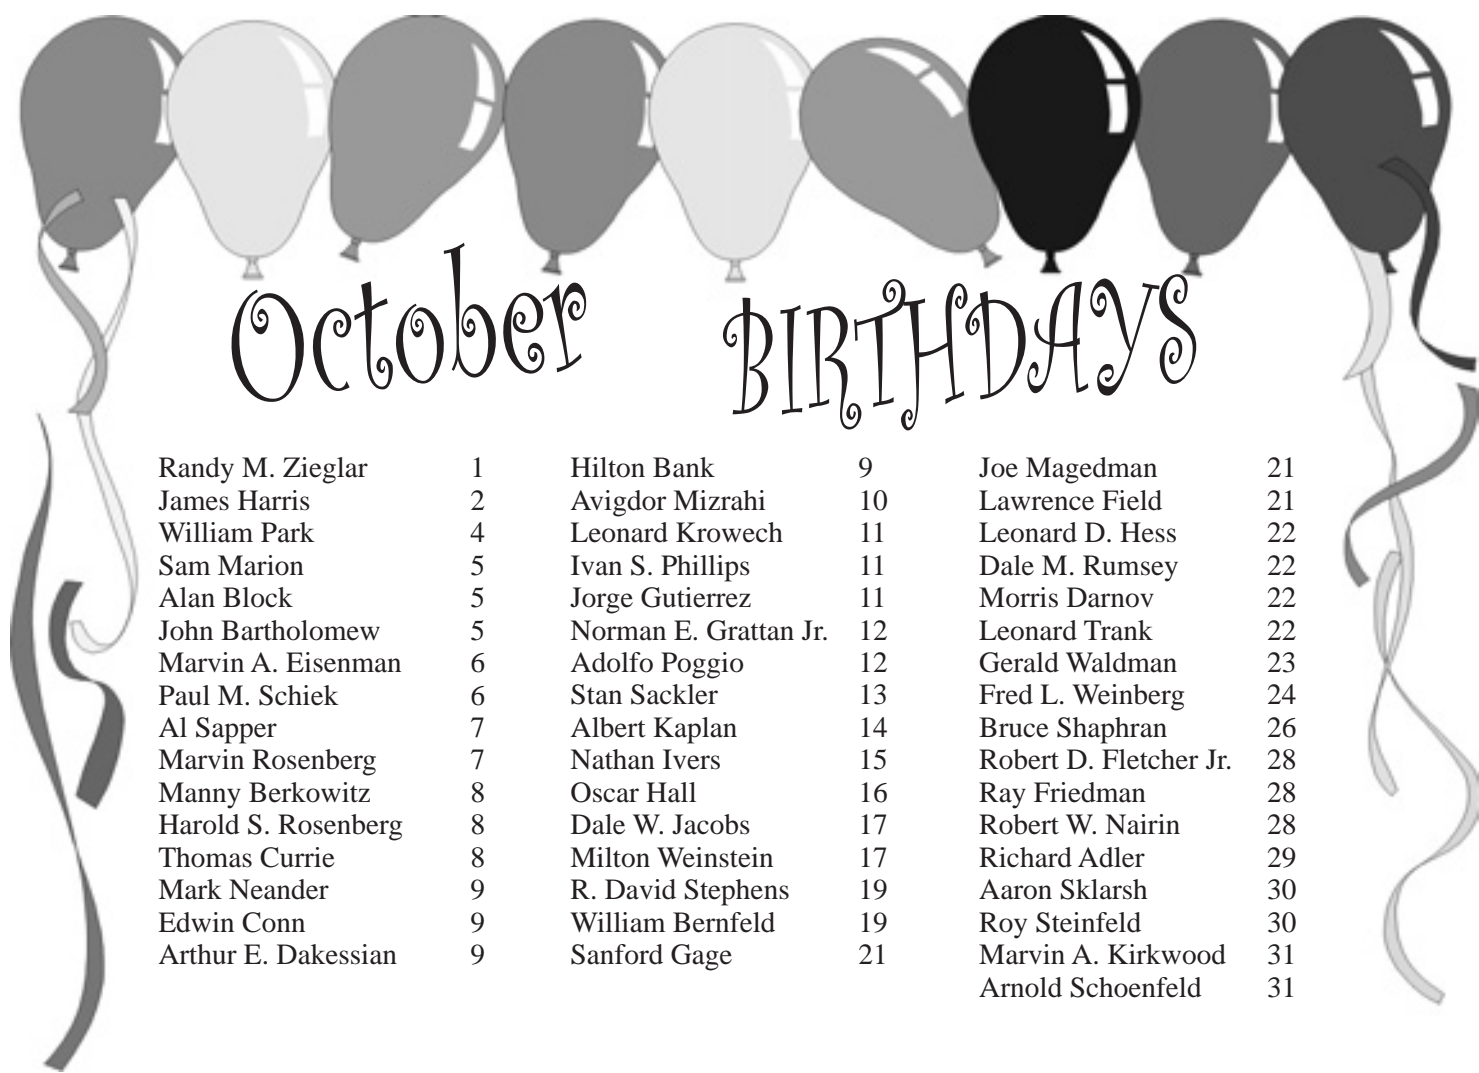 October BIRTHDAYS
Randy M. Zieglar 1
James Harris 2
William Park 4
Sam Marion 5
Alan Block 5
John Bartholomew 5
Marvin A. Eisenman 6
Paul M. Schiek 6
Al Sapper 7
Marvin Rosenberg 7
Manny Berkowitz 8
Harold S. Rosenberg 8
Thomas Currie 8
Mark Neander 9
Edwin Conn 9
Arthur E. Dakessian 9
Hilton Bank 9
Avigdor Mizrahi 10
Leonard Krowech 11
Ivan S. Phillips 11
Jorge Gutierrez 11
Norman E. Grattan Jr. 12
Adolfo Poggio 12
Stan Sackler 13
Albert Kaplan 14
Nathan Ivers 15
Oscar Hall 16
Dale W. Jacobs 17
Milton Weinstein 17
R. David Stephens 19
William Bernfeld 19
Sanford Gage 21
Joe Magedman 21
Lawrence Field 21
Leonard D. Hess 22
Dale M. Rumsey 22
Morris Darnov 22
Leonard Trank 22
Gerald Waldman 23
Fred L. Weinberg 24
Bruce Shaphran 26
Robert D. Fletcher Jr. 28
Ray Friedman 28
Robert W. Nairin 28
Richard Adler 29
Aaron Sklarsh 30
Roy Steinfeld 30
Marvin A. Kirkwood 31
Arnold Schoenfeld 31